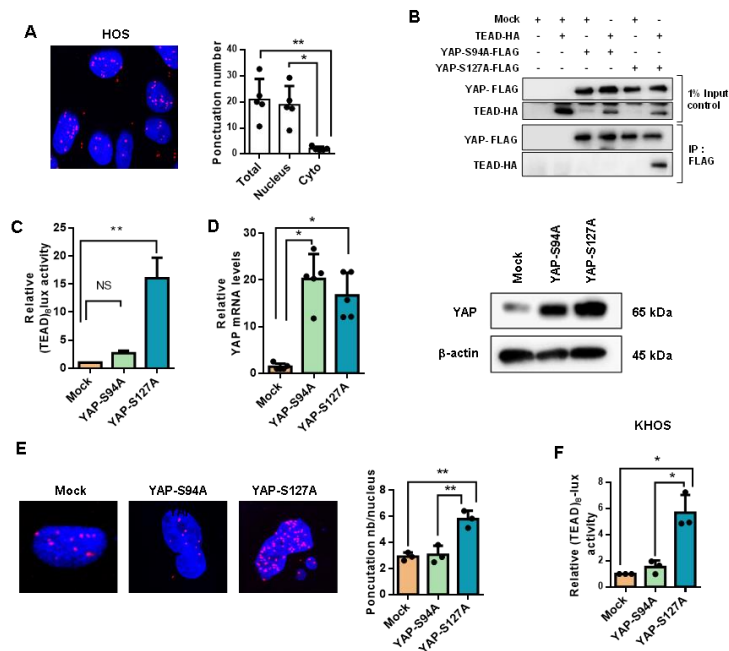 A
HOS
Ponctuation number
40
30
20
10
0
**
*
Total
Nucleus
Cyto
B
Mock + + + - + -
TEAD-HA - + - + - +
YAP-S94A-FLAG - - + + - -
YAP-S127A-FLAG - - - - + +
YAP- FLAG
TEAD-HA
1% Input
control
YAP- FLAG
TEAD-HA
IP :
FLAG
C
Relative
(TEAD)8lux activity
25
20
15
10
5
0
**
NS
Mock
YAP-S94A
YAP-S127A
D
Relative
YAP mRNA levels
30
20
10
0
*
*
Mock
YAP-S94A
YAP-S127A
Mock
YAP-S94A
YAP-S127A
YAP
65 kDa
β-actin
45 kDa
E
Mock
YAP-S94A
YAP-S127A
Poncutation nb/nucleus
10
8
6
4
2
0
**
**
Mock
YAP-S94A
YAP-S127A
KHOS
F
Relative (TEAD)8-lux
activity
8
6
4
2
0
*
*
Mock
YAP-S94A
YAP-S127A